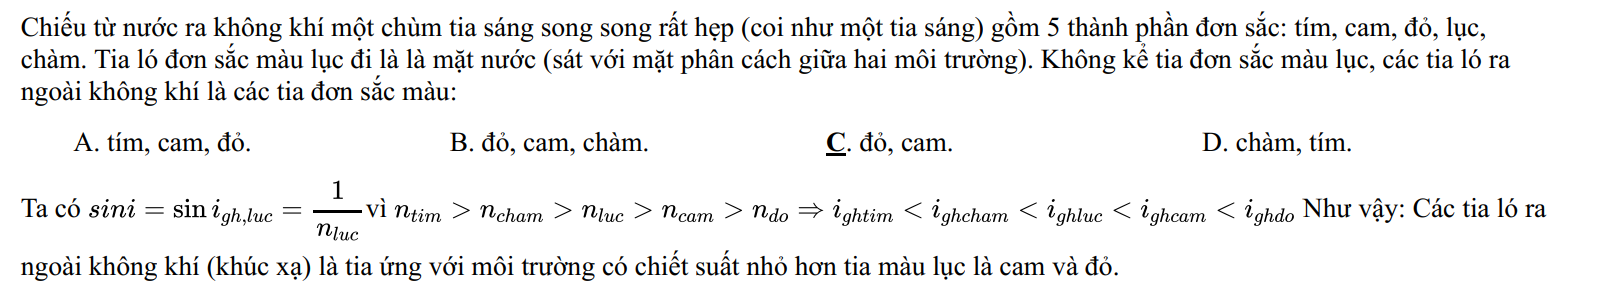 Chiếu từ nước ra không khí một chùm tia sáng song song rất hẹp (coi như một tia sáng) gồm 5 thành phần đơn sắc: tím, cam, đỏ, lục,
chàm. Tia ló đơn sắc màu lục đi là là mặt nước (sát với mặt phân cách giữa hai môi trường). Không kể tia đơn sắc màu lục, các tia ló ra
ngoài không khí là các tia đơn sắc màu:
A. tím, cam, đỏ. B. đỏ, cam, chàm. C. đỏ, cam. D. chàm, tím.
Ta có $sini = \sin i_{gh,luc} = \frac{1}{n_{luc}}$ vì $n_{tim} > n_{cham} > n_{luc} > n_{cam} > n_{do} \Rightarrow i_{ghtim} < i_{ghcham} < i_{ghluc} < i_{ghcam} < i_{ghdo}$ Như vậy: Các tia ló ra
ngoài không khí (khúc xạ) là tia ứng với môi trường có chiết suất nhỏ hơn tia màu lục là cam và đỏ.